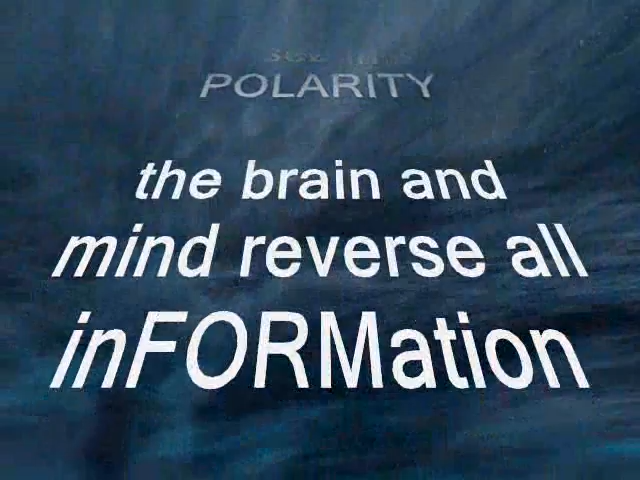 POLARITY
the brain and
mind reverse all
inFORMation